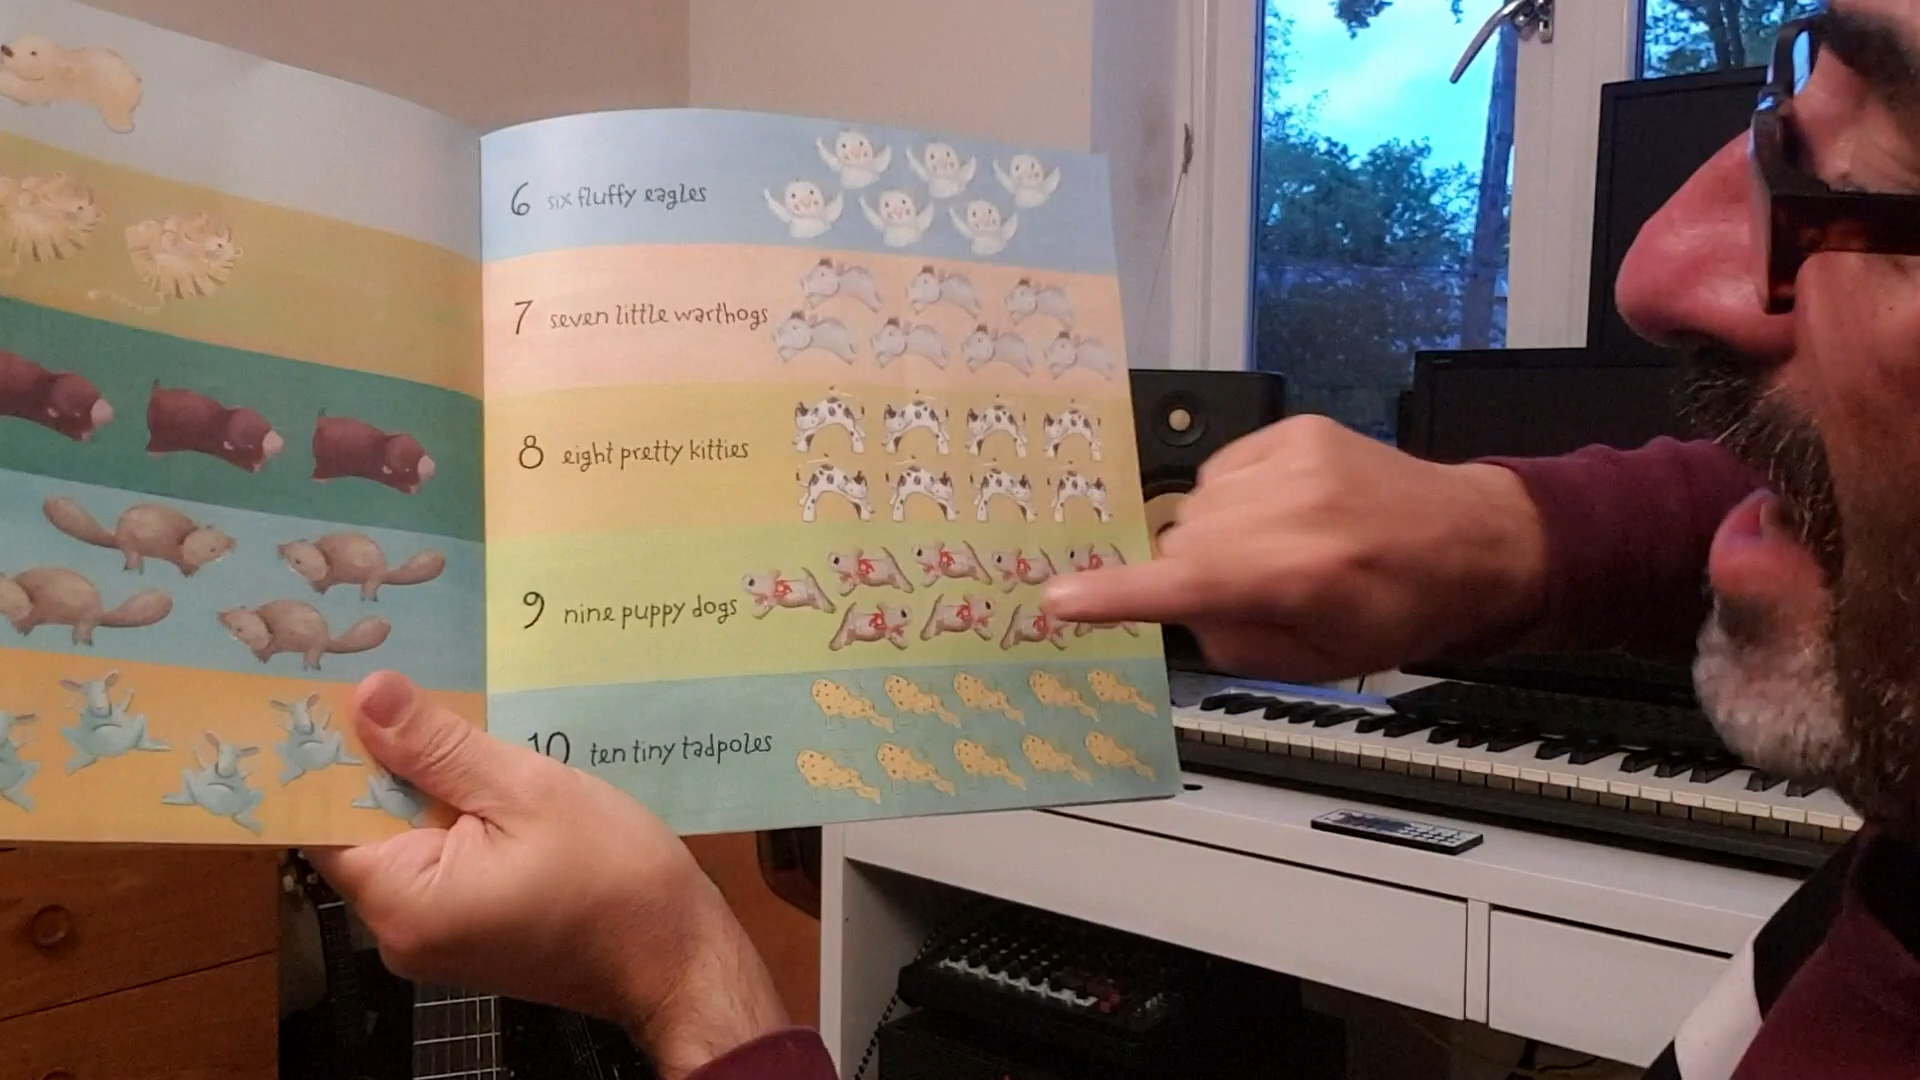 6 six fluffy eagles
7 seven little warthogs
8 eight pretty kitties
9 nine puppy dogs
10 ten tiny tadpoles